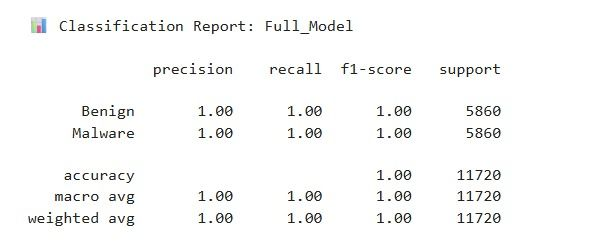 📊 Classification Report: Full_Model
precision recall f1-score support
Benign 1.00 1.00 1.00 5860
Malware 1.00 1.00 1.00 5860
accuracy 1.00 11720
macro avg 1.00 1.00 1.00 11720
weighted avg 1.00 1.00 1.00 11720